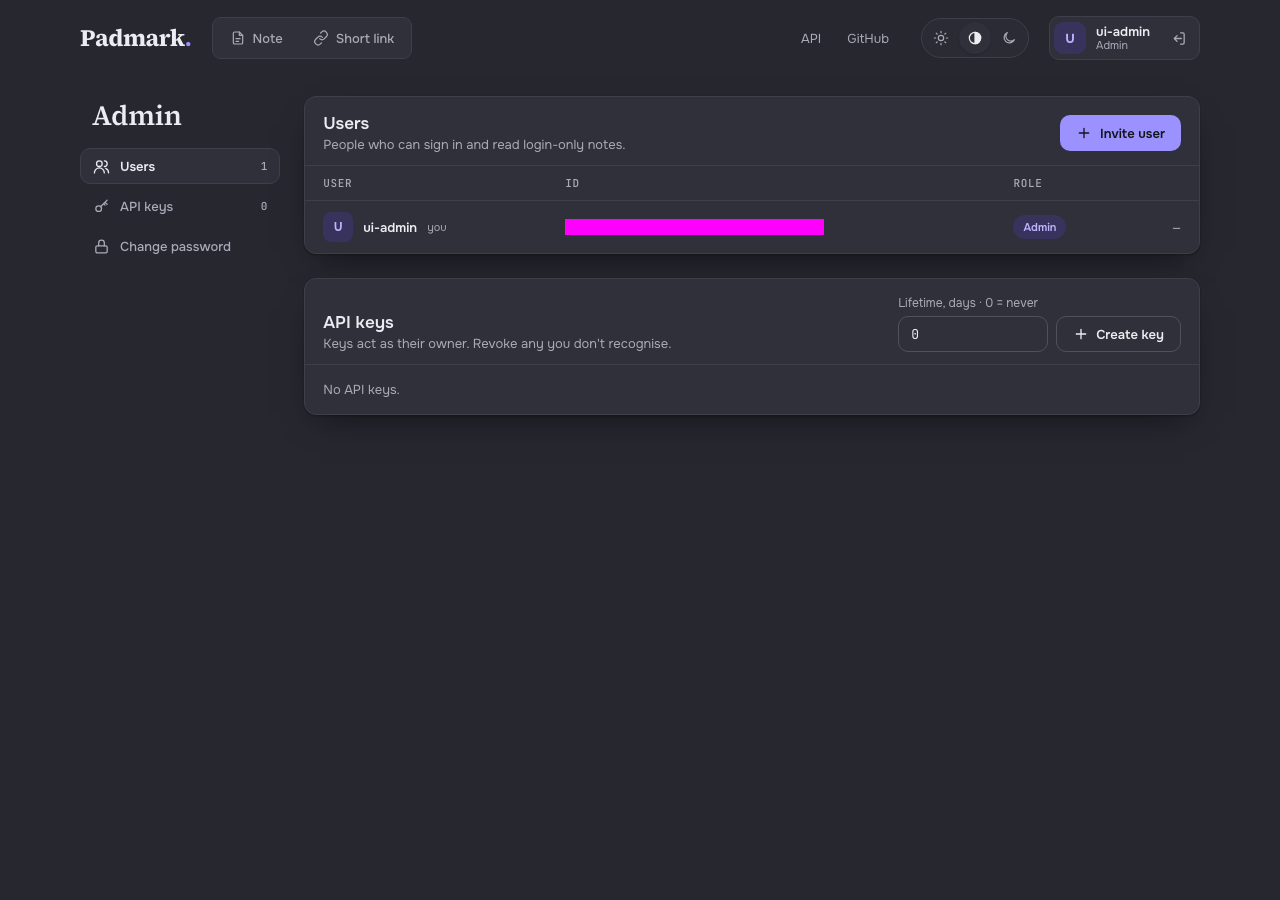 Padmark.
Note
Short link
API
GitHub
U
ui-admin
Admin
Admin
Users 1
API keys 0
Change password
Users
People who can sign in and read login-only notes.
Invite user
USER ID ROLE
U ui-admin you Admin –
API keys
Keys act as their owner. Revoke any you don't recognise.
Lifetime, days · 0 = never
0
Create key
No API keys.